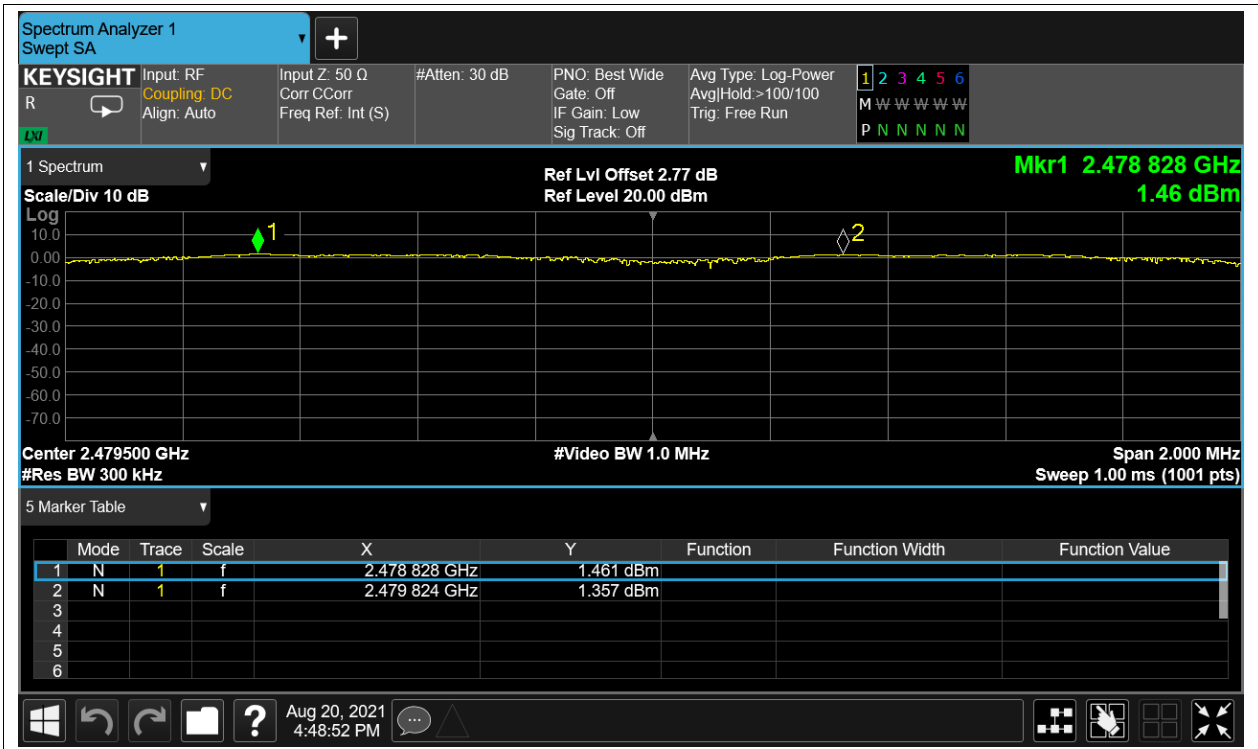 Spectrum Analyzer 1
Swept SA
+
KEYSIGHT Input: RF Input Z: 50 Ω #Atten: 30 dB PNO: Best Wide Avg Type: Log-Power 1 2 3 4 5 6
R Coupling: DC Corr CCorr Gate: Off Avg|Hold:>100/100 M W W W W W
Align: Auto Freq Ref: Int (S) IF Gain: Low Trig: Free Run
LXI Sig Track: Off P N N N N N
1 Spectrum Ref Lvl Offset 2.77 dB Mkr1 2.478 828 GHz
Scale/Div 10 dB Ref Level 20.00 dBm 1.46 dBm
Log
10.0
1 2
0.00
-10.0
-20.0
-30.0
-40.0
-50.0
-60.0
-70.0
Center 2.479500 GHz #Video BW 1.0 MHz Span 2.000 MHz
#Res BW 300 kHz Sweep 1.00 ms (1001 pts)
5 Marker Table
Mode Trace Scale X Y Function Function Width Function Value
1 N 1 f 2.478 828 GHz 1.461 dBm
2 N 1 f 2.479 824 GHz 1.357 dBm
3
4
5
6
? Aug 20, 2021
4:48:52 PM